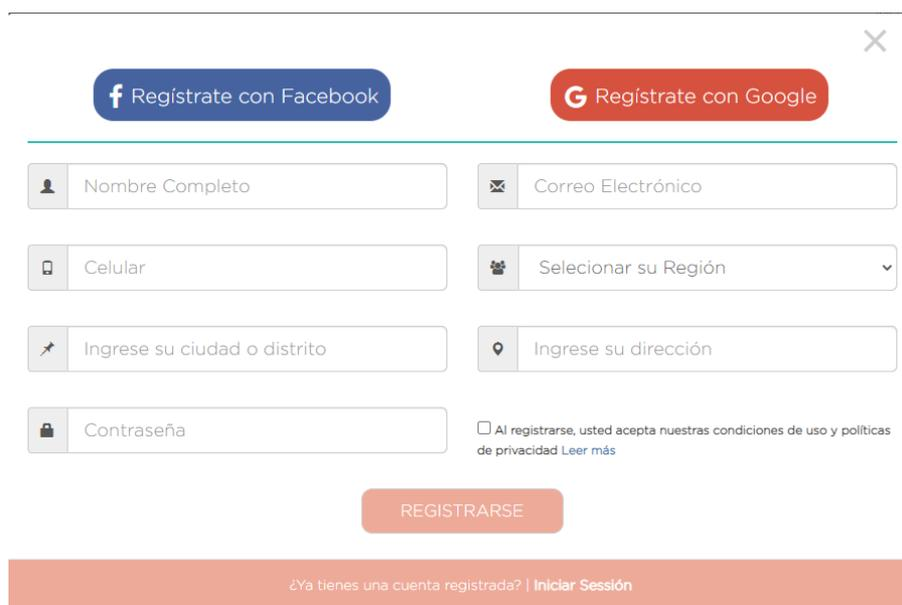 Regístrate con Facebook
Regístrate con Google
Nombre Completo
Correo Electrónico
Celular
Selecionar su Región
Ingrese su ciudad o distrito
Ingrese su dirección
Contraseña
Al registrarse, usted acepta nuestras condiciones de uso y políticas
de privacidad Leer más
REGISTRARSE
¿Ya tienes una cuenta registrada? | Iniciar Sessión